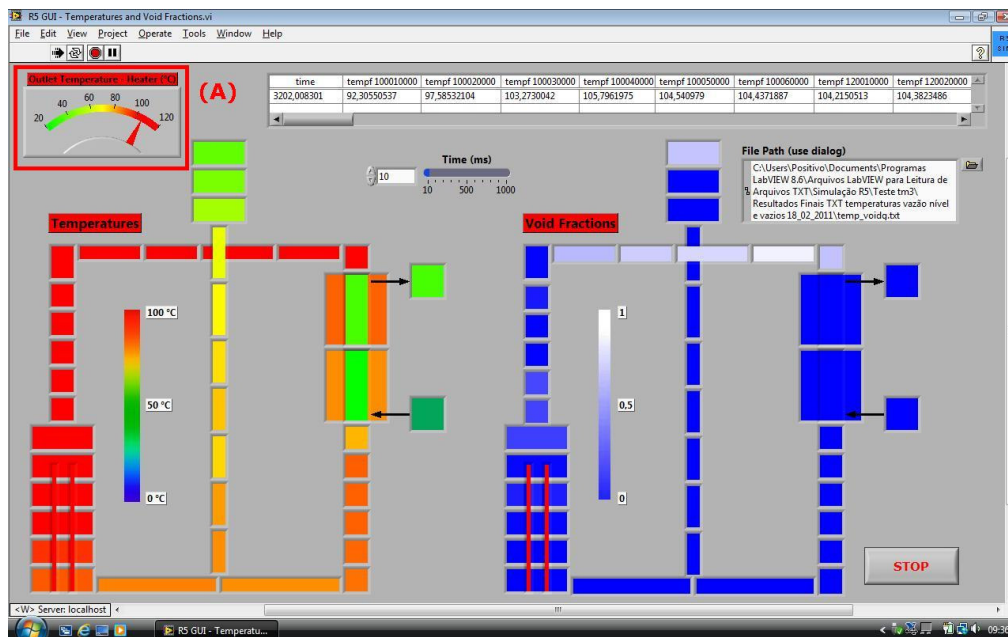 R5 GUI - Temperatures and Void Fractions.vi
File Edit View Project Operate Tools Window Help
Outlet Temperature - Heater (°C)
20 40 60 80 100 120
(A)
time tempf 100010000 tempf 100020000 tempf 100030000 tempf 100040000 tempf 100050000 tempf 100060000 tempf 120010000 tempf 120020000
3202,008301 92,30550537 97,58532104 103,2730042 105,7961975 104,540979 104,4371887 104,2150513 104,3823486
Time (ms)
10
10 500 1000
File Path (use dialog)
C:\Users\Positivo\Documents\Programas
LabVIEW 8.6\Arquivos LabVIEW para Leitura de
Arquivos TXT\Simulação R5\Teste tm3\
Resultados Finais TXT temperaturas vazão nível
e vazios 18_02_2011\temp_voidg.txt
Temperatures
100 °C
50 °C
0 °C
Void Fractions
1
0.5
0
STOP
<W> Server: localhost
R5 GUI - Temperatu...